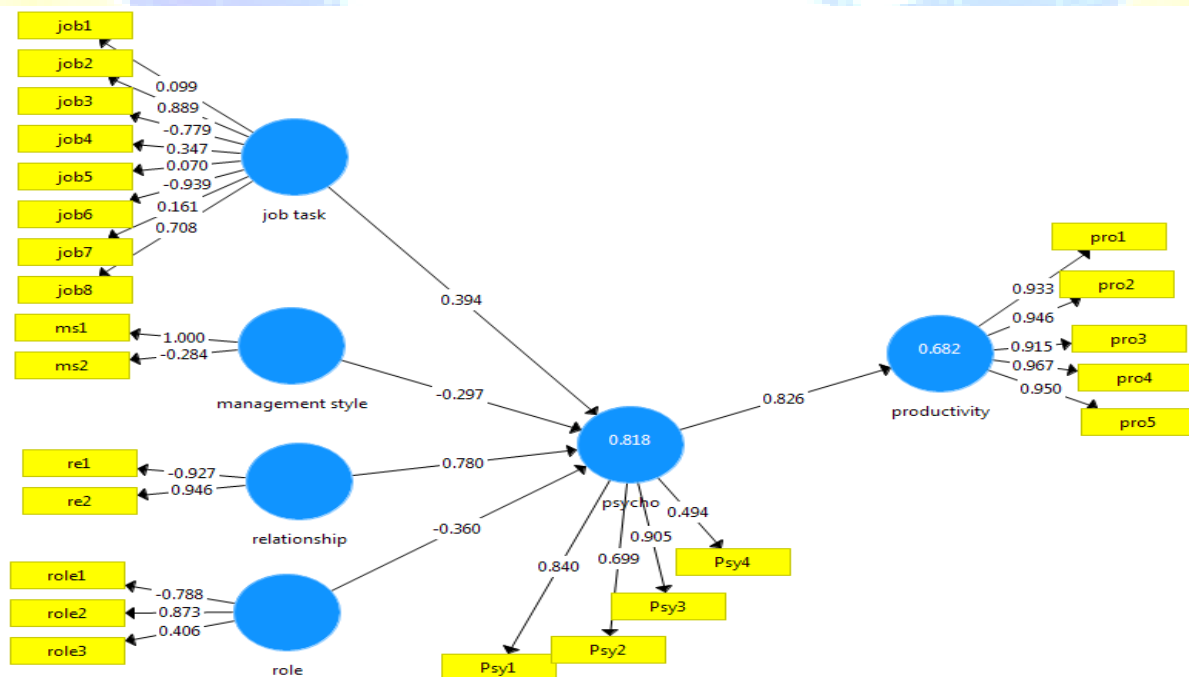 job1
job2
job3
job4
job5
job6
job7
job8
0.099
0.889
-0.779
0.347
0.070
-0.939
0.161
0.708
job task
0.394
ms1
ms2
1.000
-0.284
management style
-0.297
re1
re2
-0.927
0.946
relationship
0.780
role1
role2
role3
-0.788
0.873
0.406
role
-0.360
0.818
psycho
0.840
0.699
0.905
0.494
Psy1
Psy2
Psy3
Psy4
0.826
0.682
productivity
0.933
0.946
0.915
0.967
0.950
pro1
pro2
pro3
pro4
pro5